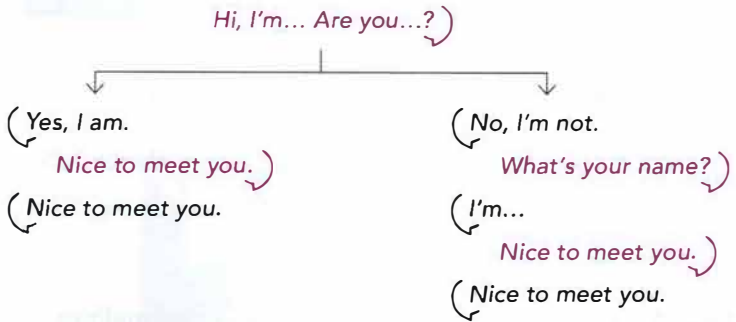 Hi, I'm... Are you...?
Yes, I am.
Nice to meet you.
Nice to meet you.
No, I'm not.
What's your name?
I'm...
Nice to meet you.
Nice to meet you.